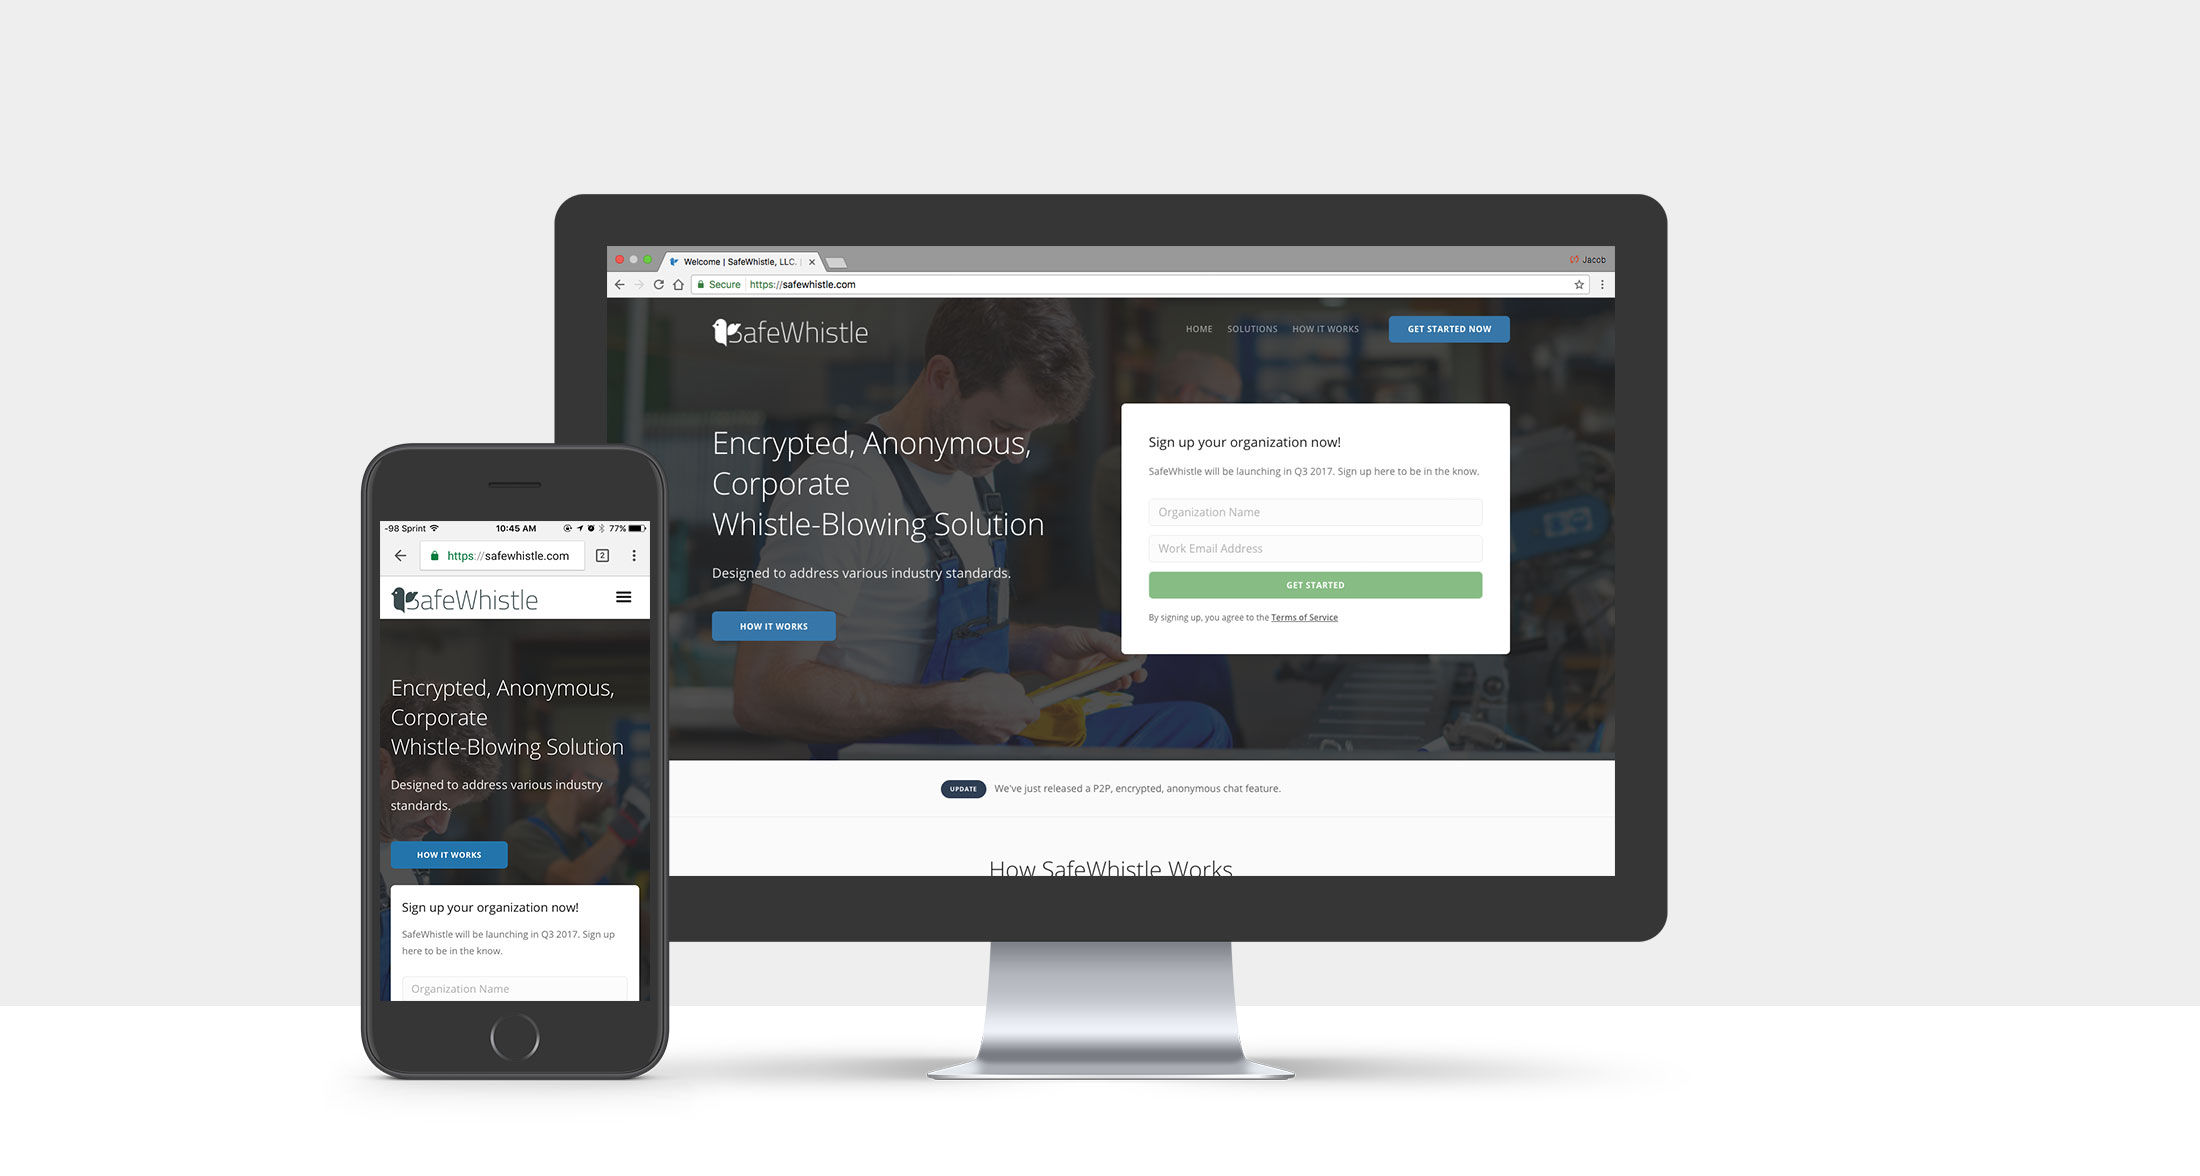 Welcome | SafeWhistle, LLC. |
Jacob
Secure https://safewhistle.com
SafeWhistle
HOME SOLUTIONS HOW IT WORKS GET STARTED NOW
Encrypted, Anonymous,
Corporate
Whistle-Blowing Solution
Designed to address various industry standards.
HOW IT WORKS
Sign up your organization now!
SafeWhistle will be launching in Q3 2017. Sign up here to be in the know.
Organization Name
Work Email Address
GET STARTED
By signing up, you agree to the Terms of Service
UPDATE We've just released a P2P, encrypted, anonymous chat feature.
How SafeWhistle Works
-98 Sprint 10:45 AM 77%
https://safewhistle.com 2
SafeWhistle
Encrypted, Anonymous,
Corporate
Whistle-Blowing Solution
Designed to address various industry
standards.
HOW IT WORKS
Sign up your organization now!
SafeWhistle will be launching in Q3 2017. Sign up
here to be in the know.
Organization Name